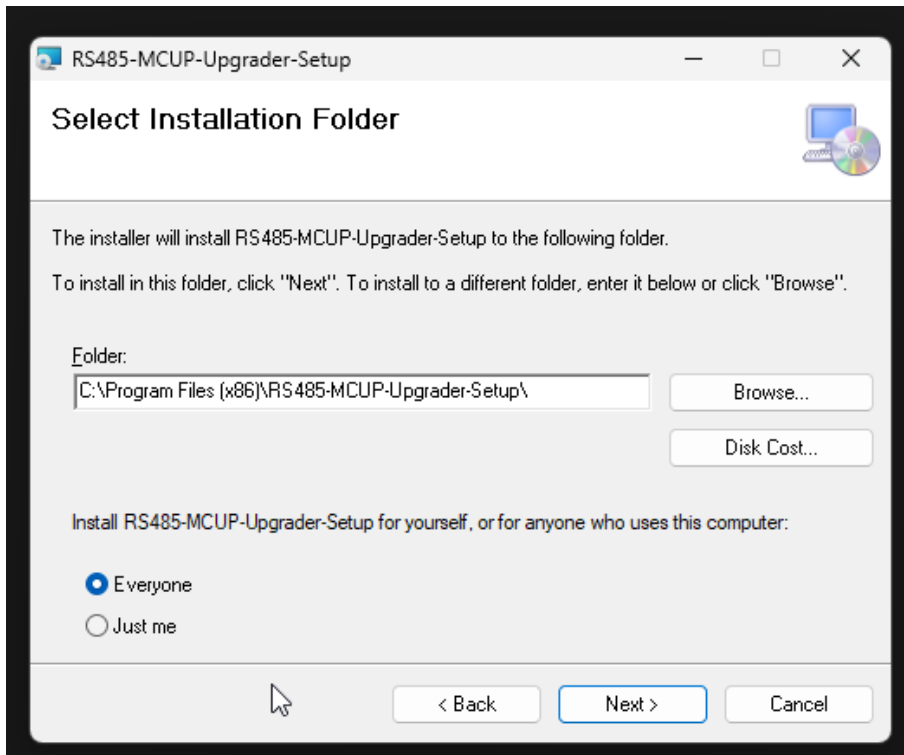 RS485-MCUP-Upgrader-Setup
Select Installation Folder
The installer will install RS485-MCUP-Upgrader-Setup to the following folder.
To install in this folder, click "Next". To install to a different folder, enter it below or click "Browse".
Folder:
C:\Program Files (x86)\RS485-MCUP-Upgrader-Setup\
Browse...
Disk Cost...
Install RS485-MCUP-Upgrader-Setup for yourself, or for anyone who uses this computer:
Everyone
Just me
< Back
Next >
Cancel